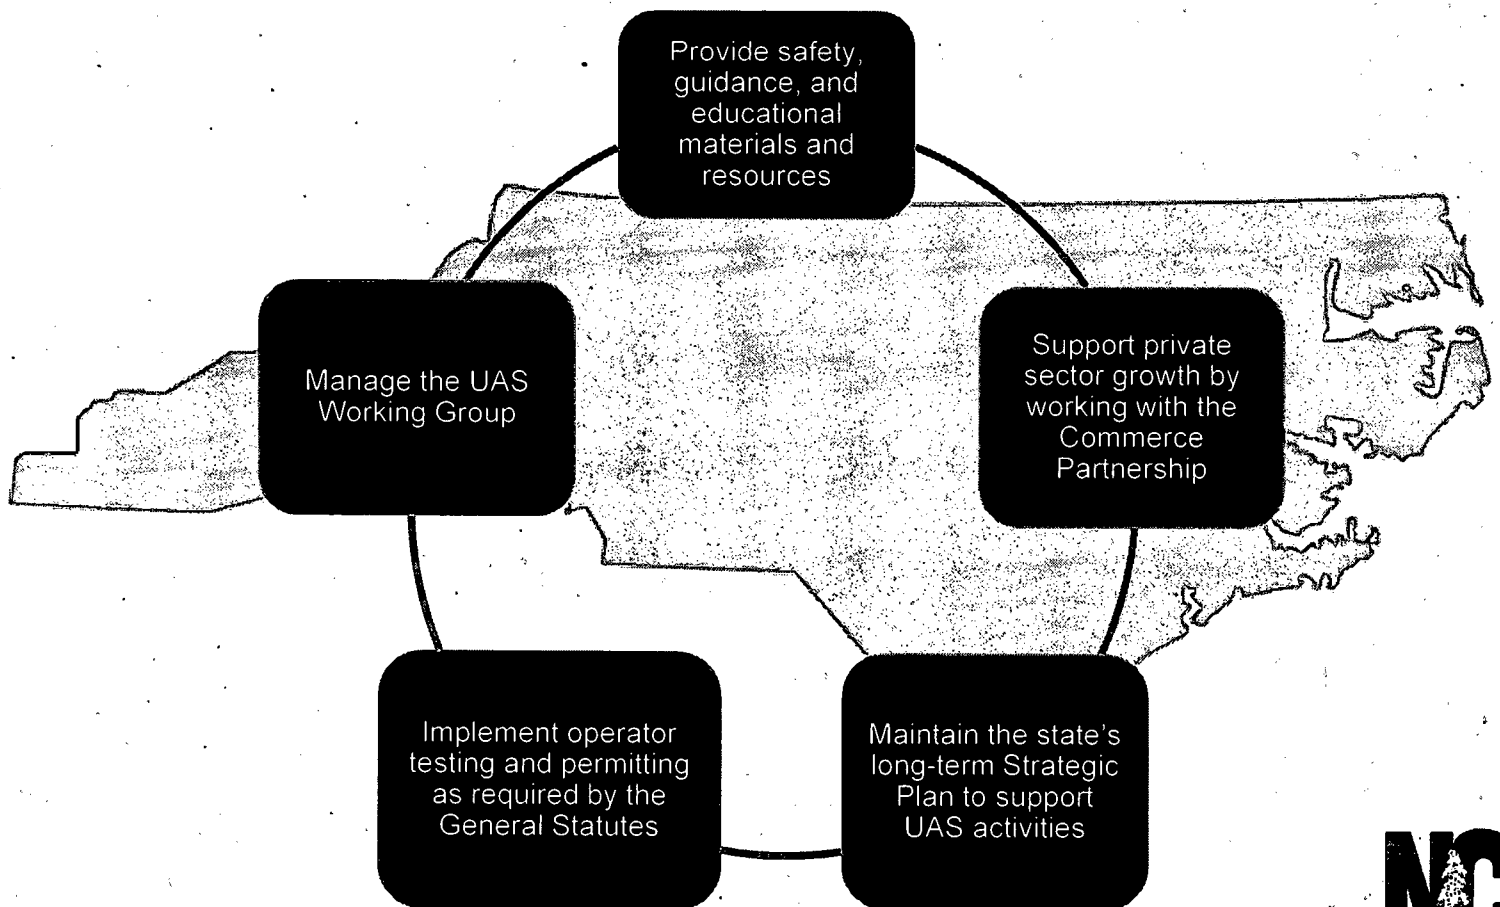 Provide safety,
guidance, and
educational
materials and
resources
Manage the UAS
Working Group
Support private
sector growth by
working with the
Commerce
Partnership
Implement operator
testing and permitting
as required by the
General Statutes
Maintain the state's
long-term Strategic
Plan to support
UAS activities
NC